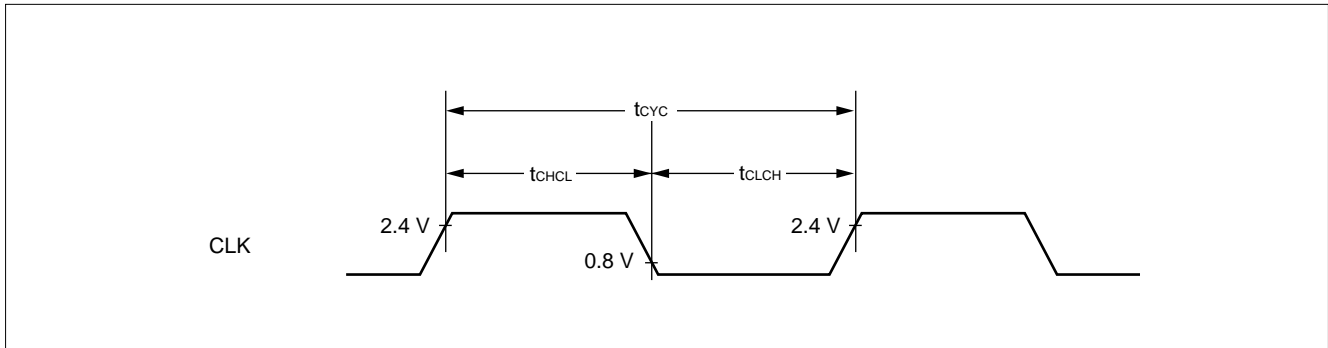 tCYC
tCHCL
tCLCH
2.4 V
2.4 V
CLK
0.8 V